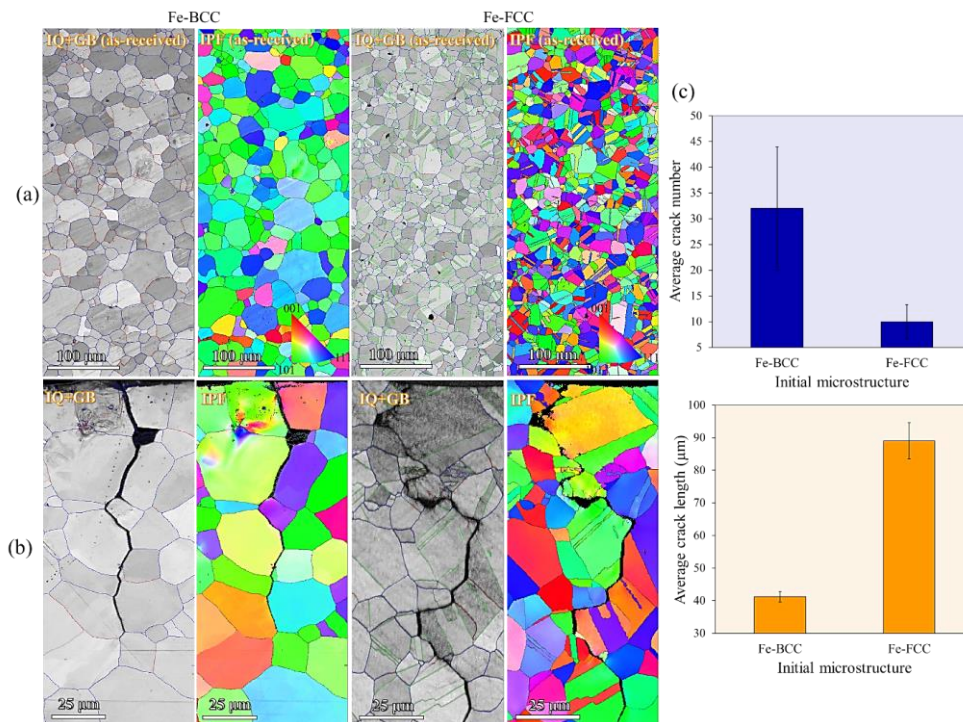 Fe-BCC Fe-FCC
(a)
IQ+GB (as-received)
100 μm
IPF (as-received)
100 μm
001
101
111
IQ+GB (as-received)
100 μm
IPF (as-received)
100 μm
001
(b)
IQ+GB
25 μm
IPF
25 μm
IQ+GB
25 μm
IPF
25 μm
(c)
Average crack number
50
45
40
35
30
25
20
15
10
5
Fe-BCC Fe-FCC
Initial microstructure
Average crack length (μm)
100
90
80
70
60
50
40
30
Fe-BCC Fe-FCC
Initial microstructure